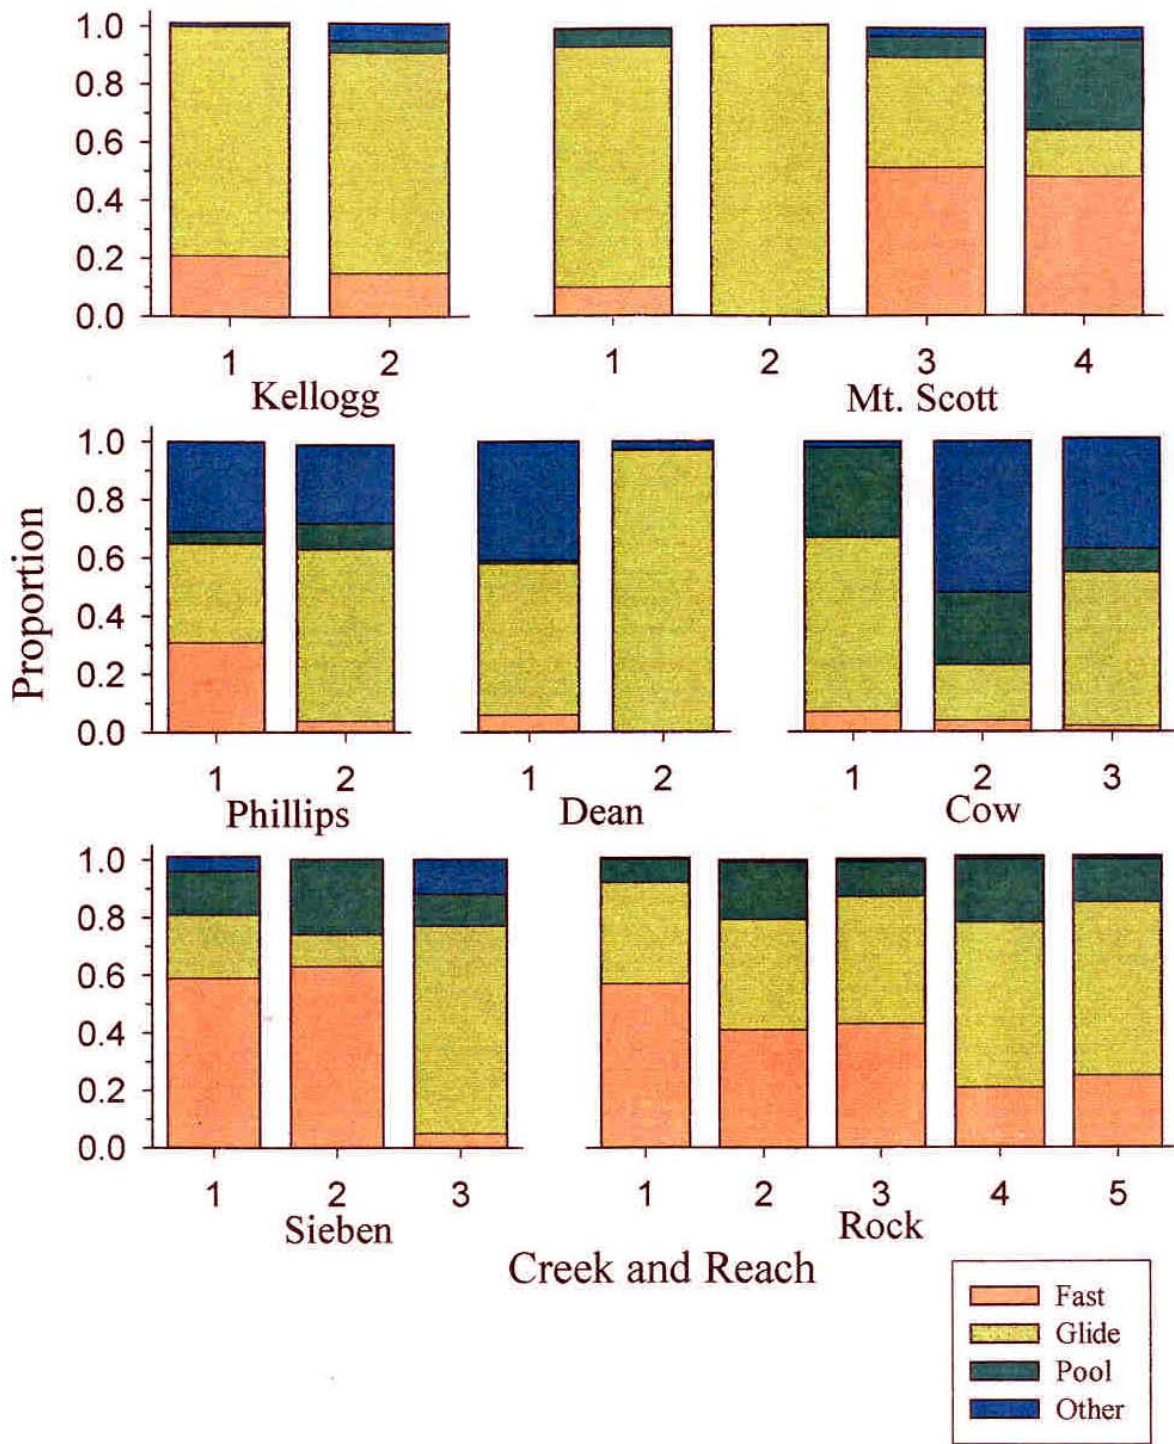 1.0
0.8
0.6
0.4
0.2
0.0
1 2 1 2 3 4
Kellogg Mt. Scott
Proportion
1.0
0.8
0.6
0.4
0.2
0.0
1 2 1 2 1 2 3
Phillips Dean Cow
1.0
0.8
0.6
0.4
0.2
0.0
1 2 3 1 2 3 4 5
Sieben Rock
Creek and Reach
Fast
Glide
Pool
Other